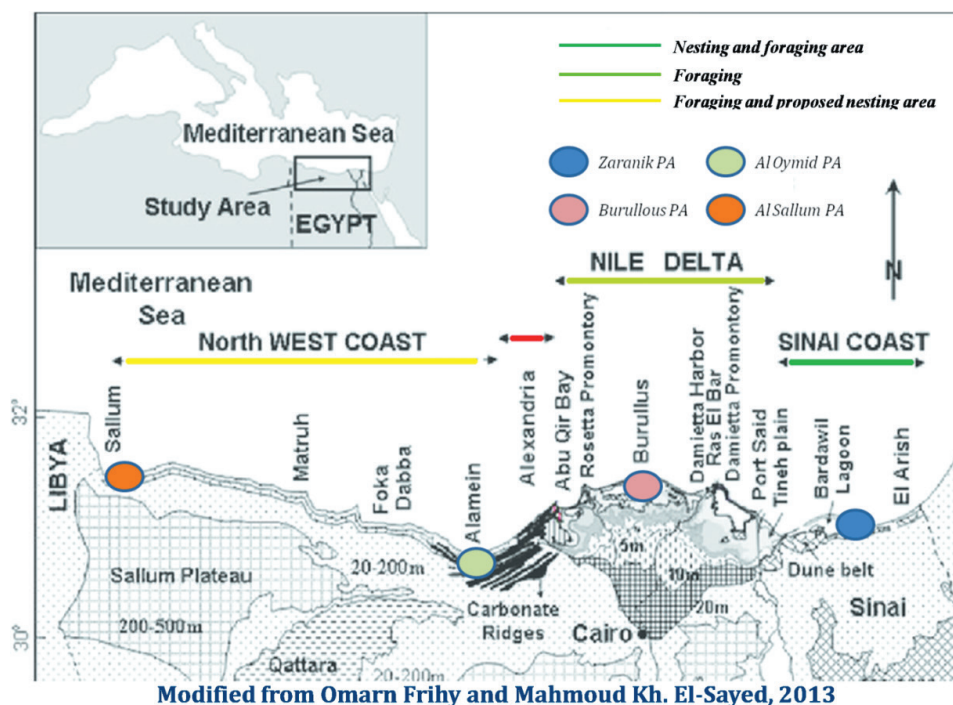 Nesting and foraging area
Foraging
Foraging and proposed nesting area
Mediterranean Sea
Study Area
EGYPT
Zaranik PA
Al Oymid PA
Burullous PA
Al Sallum PA
N
NILE DELTA
Mediterranean
Sea
North WEST COAST
SINAI COAST
32°
30°
LIBYA
Sallum
Matruh
Foka
Dabaa
Alamein
Alexandria
Abu Qir Bay
Rosetta Promontory
Burullus
Damietta Harbor
Ras El Bar
Damietta Promontory
Port Said
Tineh plain
Bardawil
Lagoon
El Arish
5m
10m
20m
Dune belt
Sallum Plateau
20-200m
200-500m
Carbonate
Ridges
Cairo
Sinai
Qattara
20-200m
Modified from Omarn Frihy and Mahmoud Kh. El-Sayed, 2013